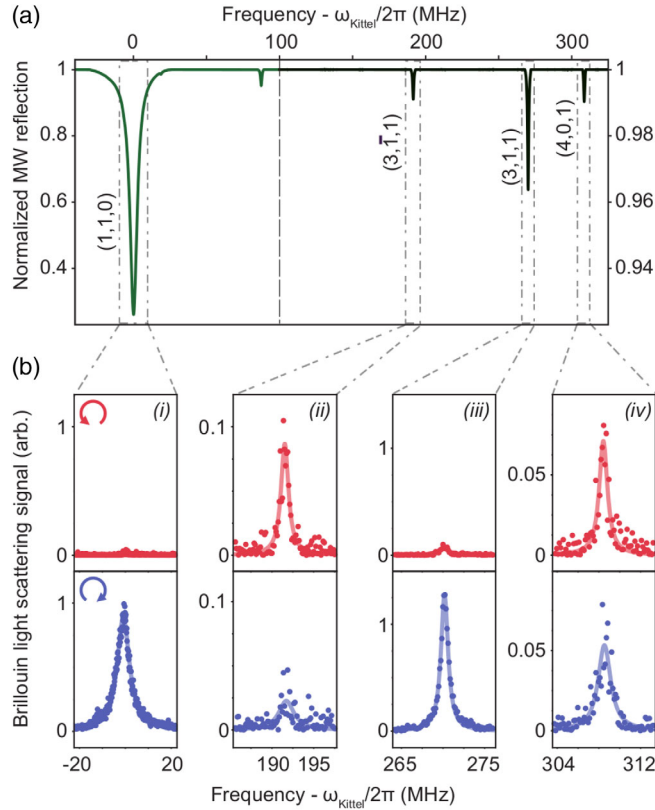 (a)
Frequency - ω_Kittel/2π (MHz)
0 100 200 300
Normalized MW reflection
1 0.8 0.6 0.4
1 0.98 0.96 0.94
(1,1,0)
(3̄,1,1)
(3,1,1)
(4,0,1)
(b)
Brillouin light scattering signal (arb.)
(i) (ii) (iii) (iv)
1 0
0.1 0
1 0
0.05 0
1 0
0.1 0
1 0
0.05 0
-20 20
190 195
265 275
304 312
Frequency - ω_Kittel/2π (MHz)